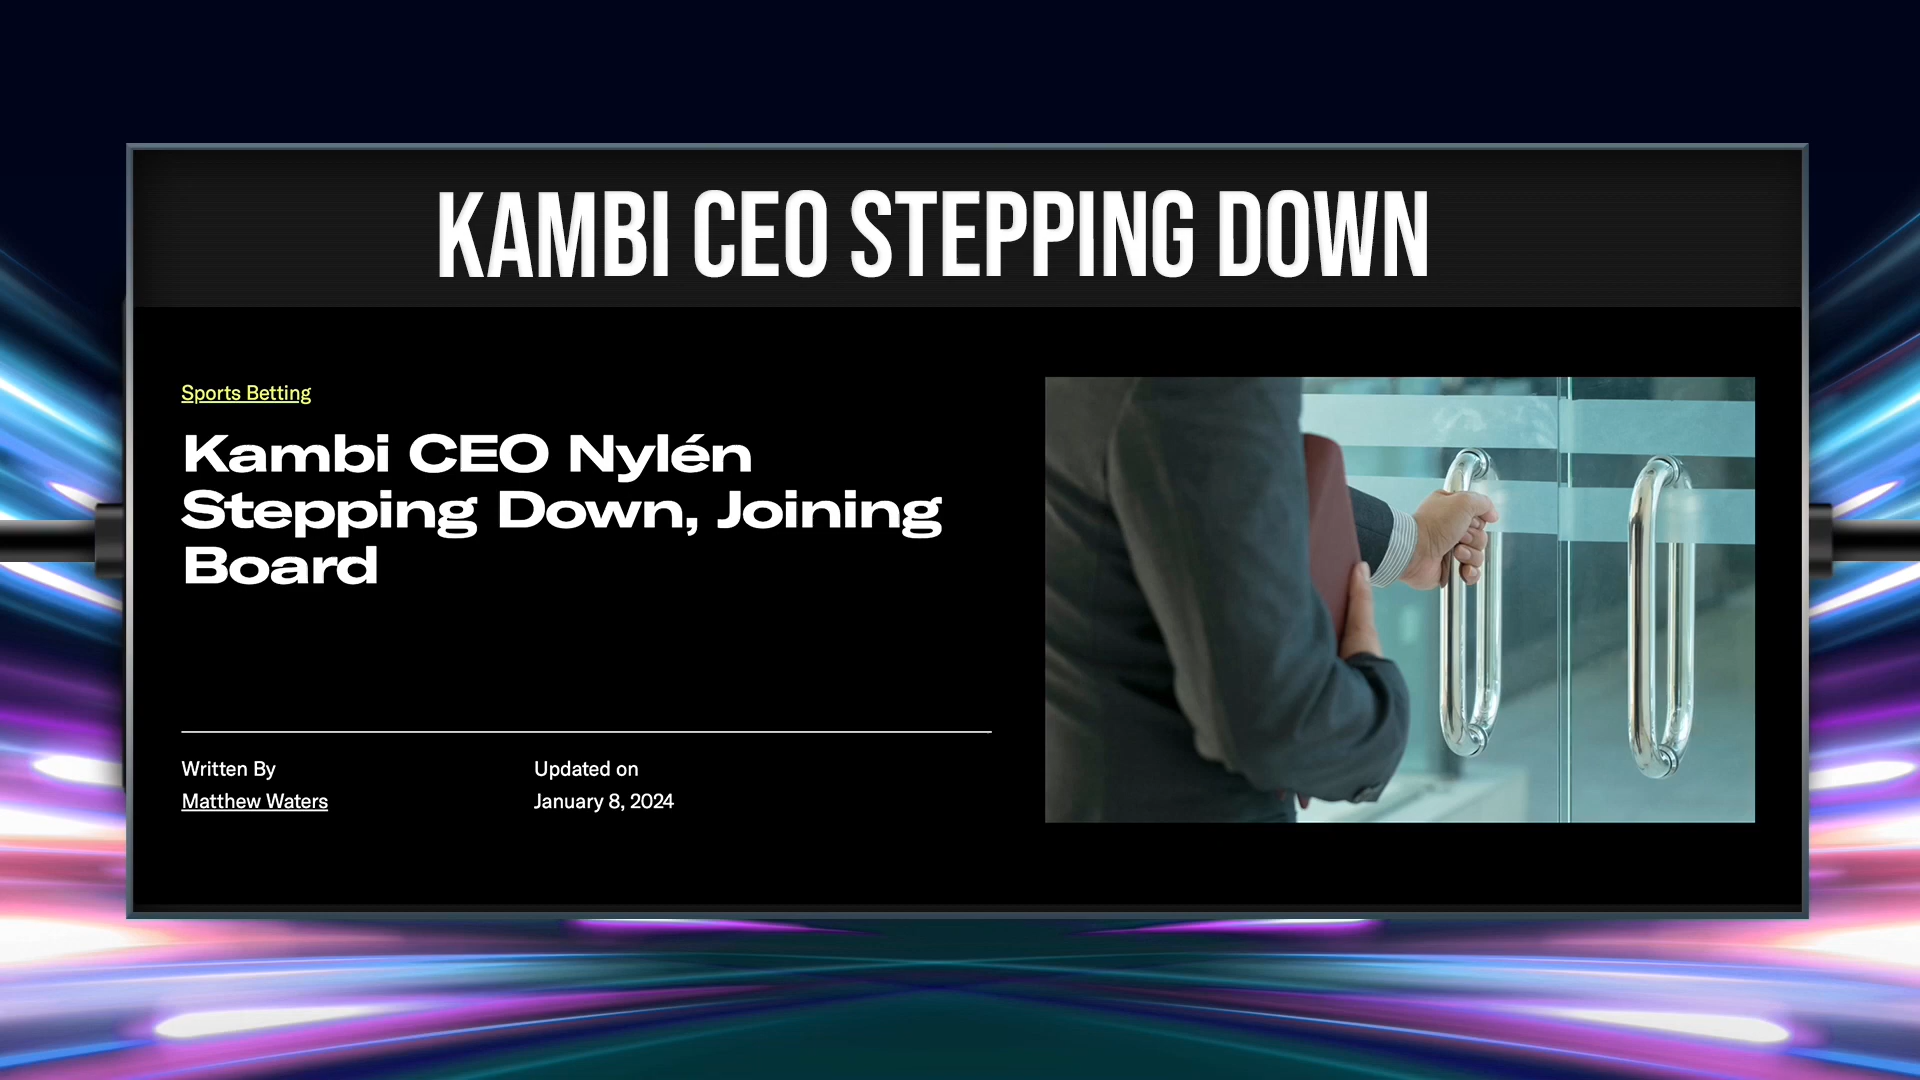 KAMBI CEO STEPPING DOWN
Sports Betting
Kambi CEO Nylén
Stepping Down, Joining
Board
Written By
Matthew Waters
Updated on
January 8, 2024